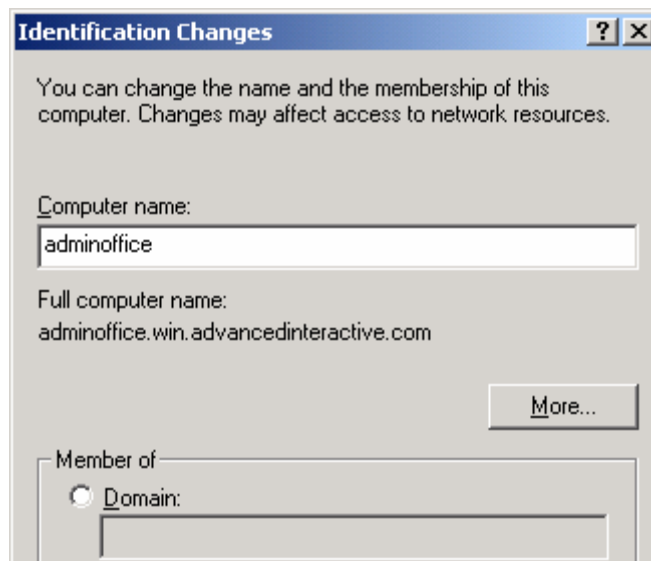 Identification Changes
You can change the name and the membership of this
computer. Changes may affect access to network resources.
Computer name:
adminoffice
Full computer name:
adminoffice.win.advancedinteractive.com
More...
Member of
Domain: